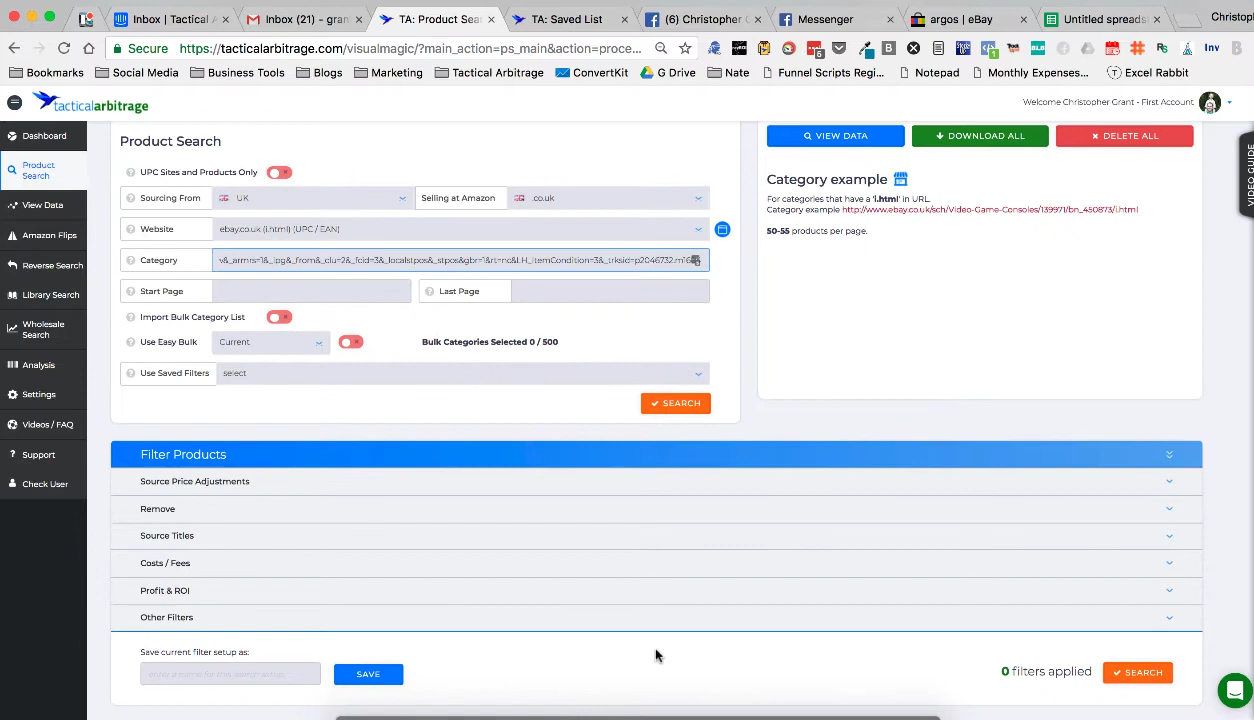 Inbox | Tactical A
Inbox (21) - gran
TA: Product Sear
TA: Saved List
(6) Christopher G
Messenger
argos | eBay
Untitled spreads
Christop
Secure https://tacticalarbitrage.com/visualmagic/?main_action=ps_main&action=proce...
Bookmarks Social Media Business Tools Blogs Marketing Tactical Arbitrage ConvertKit G Drive Nate Funnel Scripts Regi... Notepad Monthly Expenses... Excel Rabbit
tacticalarbitrage
Welcome Christopher Grant - First Account
Dashboard
Product
Search
View Data
Amazon Flips
Reverse Search
Library Search
Wholesale
Search
Analysis
Settings
Videos / FAQ
Support
Check User
Product Search
UPC Sites and Products Only
Sourcing From UK Selling at Amazon .co.uk
Website ebay.co.uk (i.html) (UPC / EAN)
Category
Start Page Last Page
Import Bulk Category List
Use Easy Bulk Current Bulk Categories Selected 0 / 500
Use Saved Filters select
SEARCH
VIEW DATA DOWNLOAD ALL DELETE ALL
Category example
For categories that have a 'i.html' in URL.
Category example http://www.ebay.co.uk/sch/Video-Game-Consoles/139971/bn_450873/i.html
50-55 products per page.
VIDEO GUIDE
Filter Products
Source Price Adjustments
Remove
Source Titles
Costs / Fees
Profit & ROI
Other Filters
Save current filter setup as:
enter a name for this search set up...
SAVE
0 filters applied
SEARCH